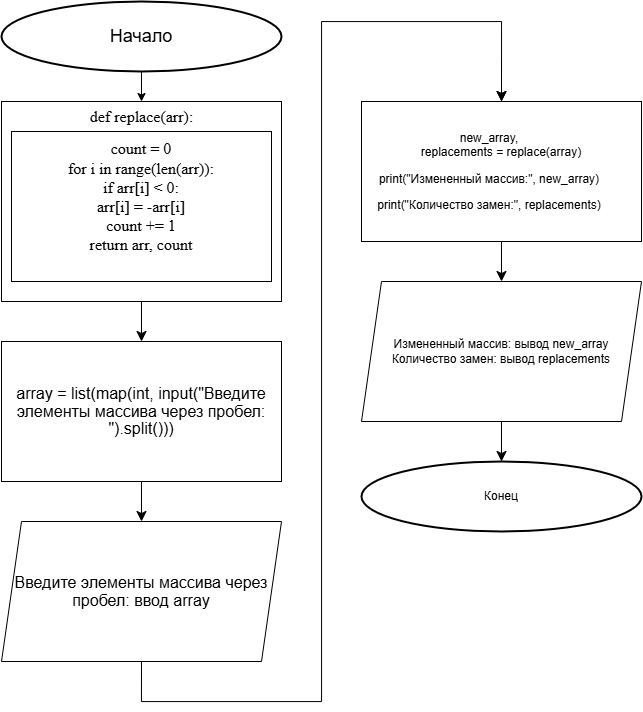 Начало
def replace(arr):
count = 0
for i in range(len(arr)):
if arr[i] < 0:
arr[i] = -arr[i]
count += 1
return arr, count
array = list(map(int, input("Введите
элементы массива через пробел:
").split()))
Введите элементы массива через
пробел: ввод array
new_array,
replacements = replace(array)
print("Измененный массив:", new_array)
print("Количество замен:", replacements)
Измененный массив: вывод new_array
Количество замен: вывод replacements
Конец